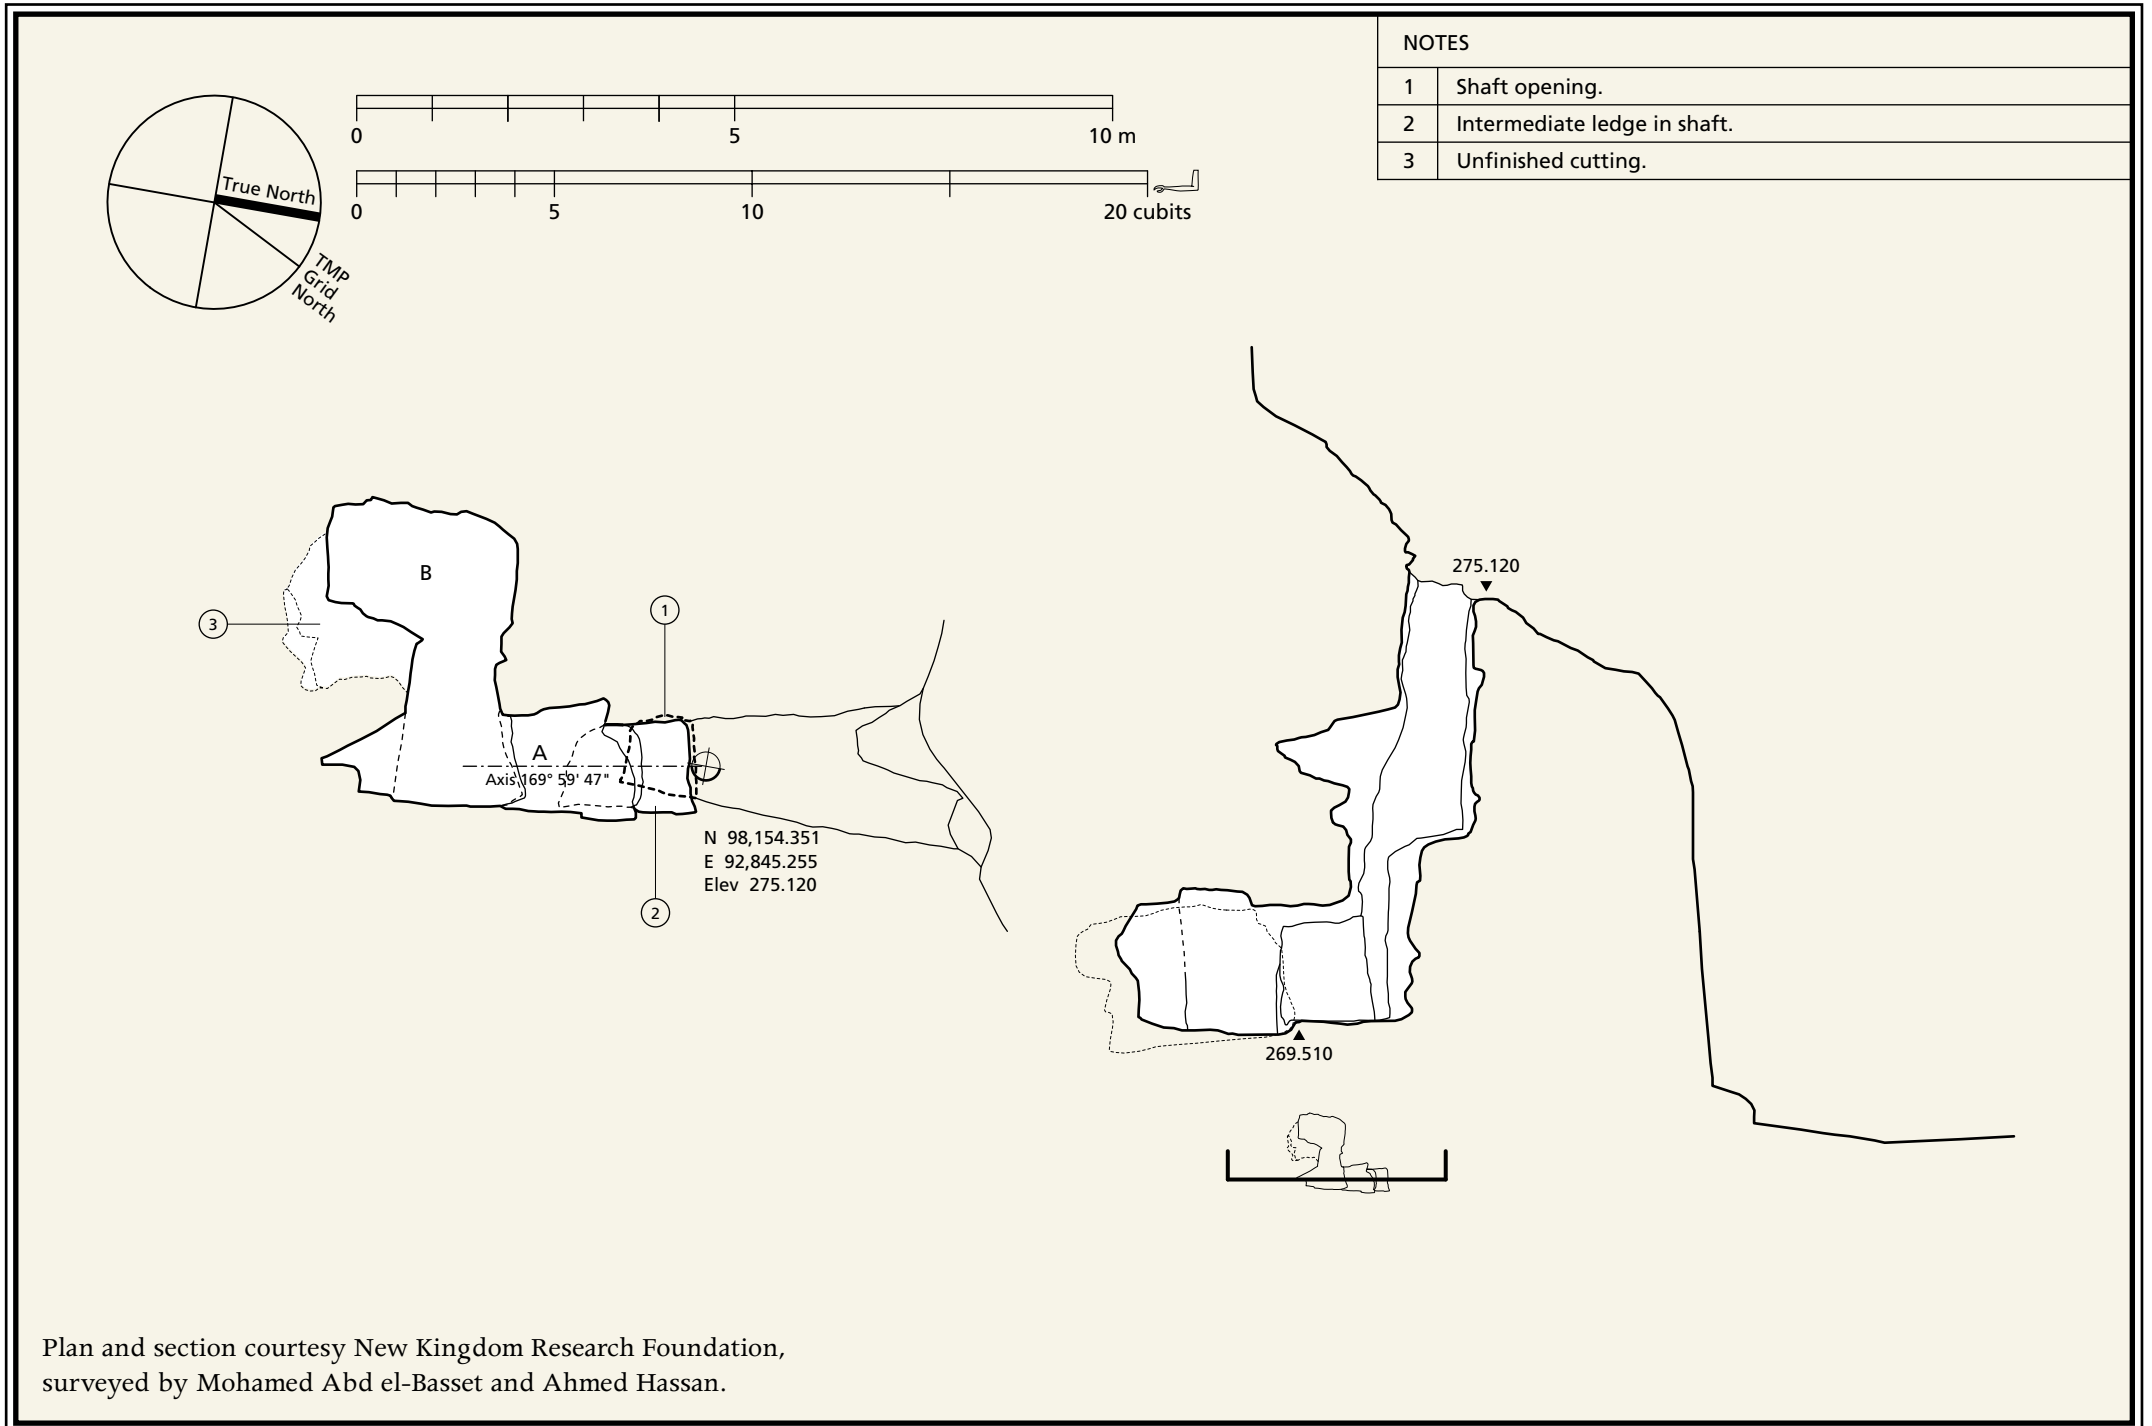 NOTES
1 Shaft opening.
2 Intermediate ledge in shaft.
3 Unfinished cutting.
True North
TMP
Grid
North
0 5 10 m
0 5 10 20 cubits
275.120
B
3
1
A
Axis 169° 59' 47"
N 98,154.351
E 92,845.255
Elev 275.120
2
269.510
Plan and section courtesy New Kingdom Research Foundation,
surveyed by Mohamed Abd el-Basset and Ahmed Hassan.